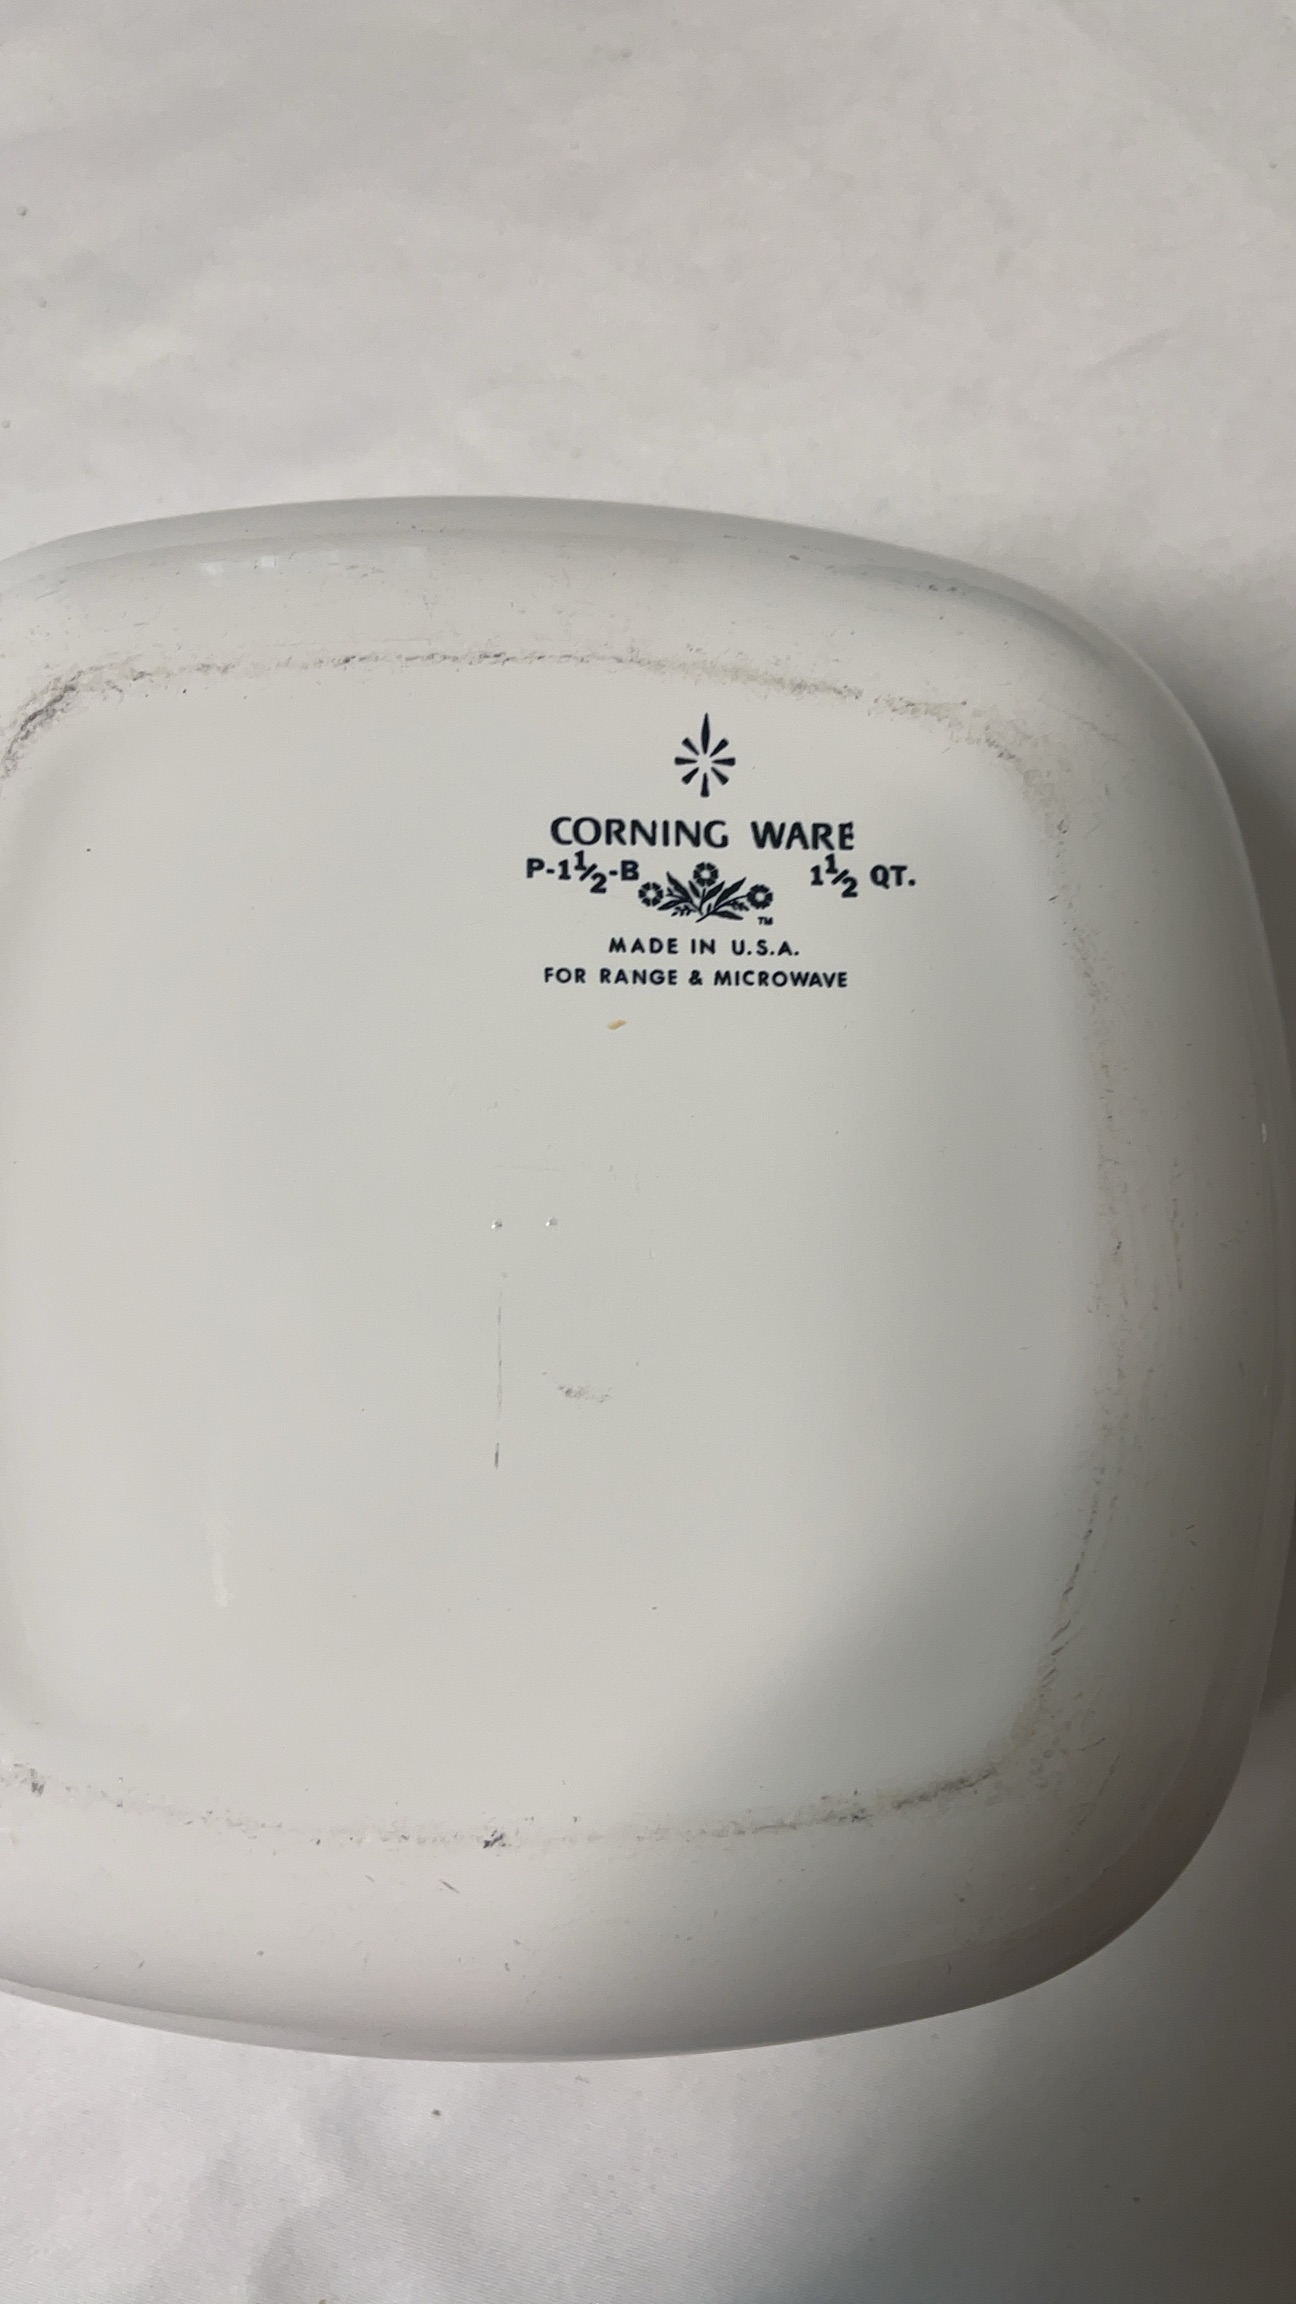 CORNING WARE
P-1½-B 1½ QT.
TM
MADE IN U.S.A.
FOR RANGE & MICROWAVE